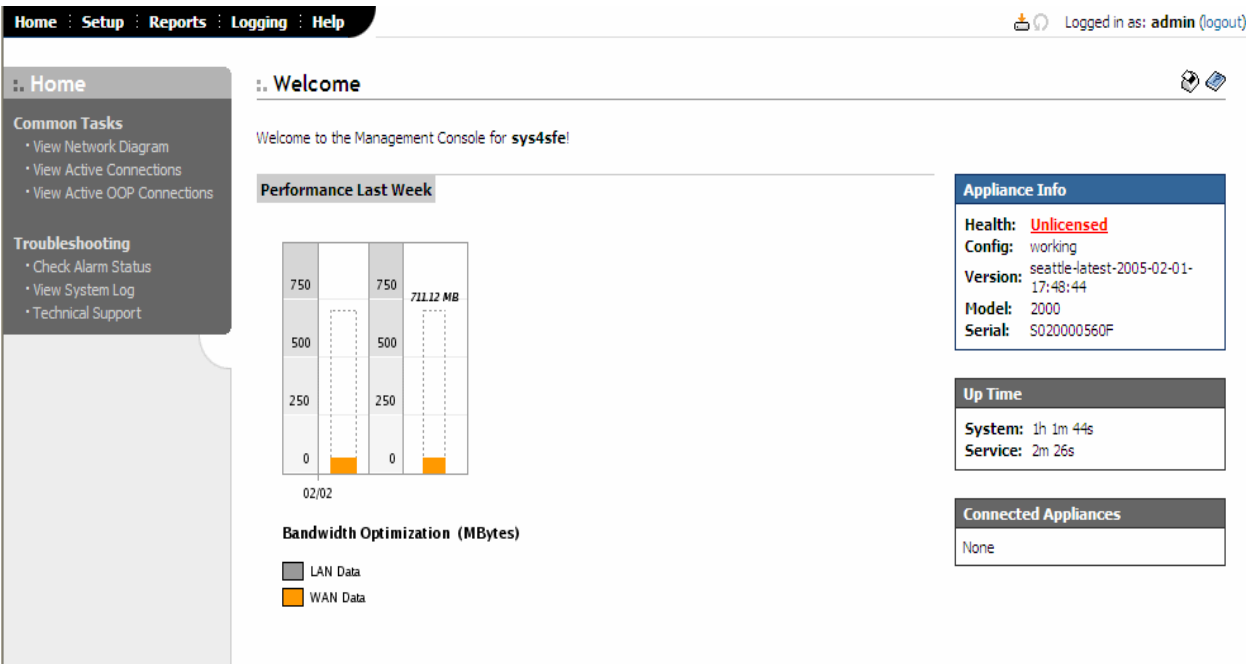 Home Setup Reports Logging Help
Logged in as: admin (logout)
:. Home
Common Tasks
• View Network Diagram
• View Active Connections
• View Active OOP Connections
Troubleshooting
• Check Alarm Status
• View System Log
• Technical Support
:. Welcome
Welcome to the Management Console for sys4sfe!
Performance Last Week
750 750
711.12 MB
500 500
250 250
0 0
02/02
Bandwidth Optimization (MBytes)
LAN Data
WAN Data
Appliance Info
Health: Unlicensed
Config: working
Version: seattle-latest-2005-02-01-
17:48:44
Model: 2000
Serial: S020000560F
Up Time
System: 1h 1m 44s
Service: 2m 26s
Connected Appliances
None